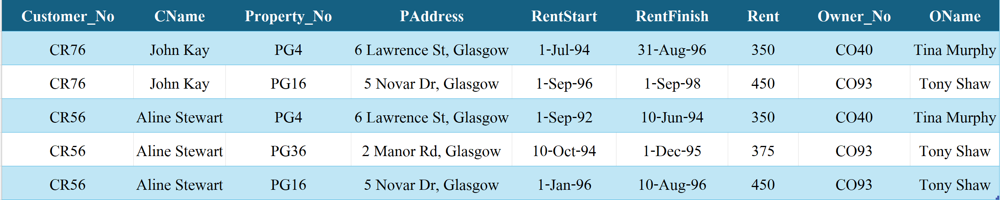 Customer_No CName Property_No PAddress RentStart RentFinish Rent Owner_No OName
CR76 John Kay PG4 6 Lawrence St, Glasgow 1-Jul-94 31-Aug-96 350 CO40 Tina Murphy
CR76 John Kay PG16 5 Novar Dr, Glasgow 1-Sep-96 1-Sep-98 450 CO93 Tony Shaw
CR56 Aline Stewart PG4 6 Lawrence St, Glasgow 1-Sep-92 10-Jun-94 350 CO40 Tina Murphy
CR56 Aline Stewart PG36 2 Manor Rd, Glasgow 10-Oct-94 1-Dec-95 375 CO93 Tony Shaw
CR56 Aline Stewart PG16 5 Novar Dr, Glasgow 1-Jan-96 10-Aug-96 450 CO93 Tony Shaw